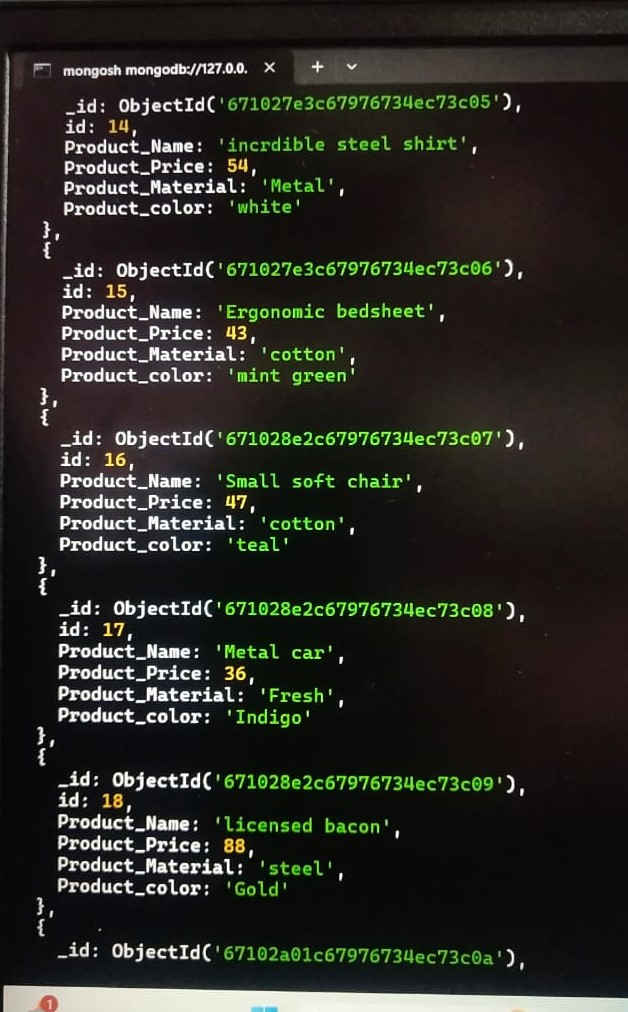 mongosh mongodb://127.0.0. × +
_id: ObjectId('671027e3c67976734ec73c05'),
id: 14,
Product_Name: 'incrdible steel shirt',
Product_Price: 54,
Product_Material: 'Metal',
Product_color: 'white'
},
{
_id: ObjectId('671027e3c67976734ec73c06'),
id: 15,
Product_Name: 'Ergonomic bedsheet',
Product_Price: 43,
Product_Material: 'cotton',
Product_color: 'mint green'
},
{
_id: ObjectId('671028e2c67976734ec73c07'),
id: 16,
Product_Name: 'Small soft chair',
Product_Price: 47,
Product_Material: 'cotton',
Product_color: 'teal'
},
{
_id: ObjectId('671028e2c67976734ec73c08'),
id: 17,
Product_Name: 'Metal car',
Product_Price: 36,
Product_Material: 'Fresh',
Product_color: 'Indigo'
},
{
_id: ObjectId('671028e2c67976734ec73c09'),
id: 18,
Product_Name: 'licensed bacon',
Product_Price: 88,
Product_Material: 'steel',
Product_color: 'Gold'
},
{
_id: ObjectId('67102a01c67976734ec73c0a'),
1